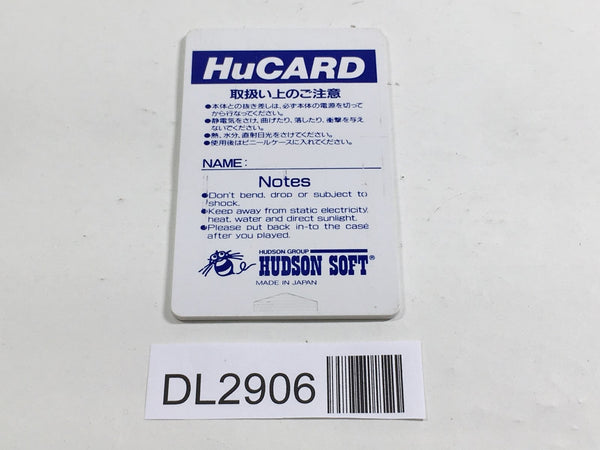 HuCARD
取扱い上のご注意
●本体との抜き差しは、必ず本体の電源を切って
から行なってください。
●静電気をさけ、曲げたり、落したり、衝撃を与え
ないでください。
●熱、水分、直射日光をさけてください。
●使用後はビニールケースに入れてください。
NAME:
Notes
●Don't bend, drop or subject to
shock.
●Keep away from static electricity,
heat, water and direct sunlight.
●Please put back in-to the case
after you played.
HUDSON GROUP
HUDSON SOFT®
MADE IN JAPAN
DL2906